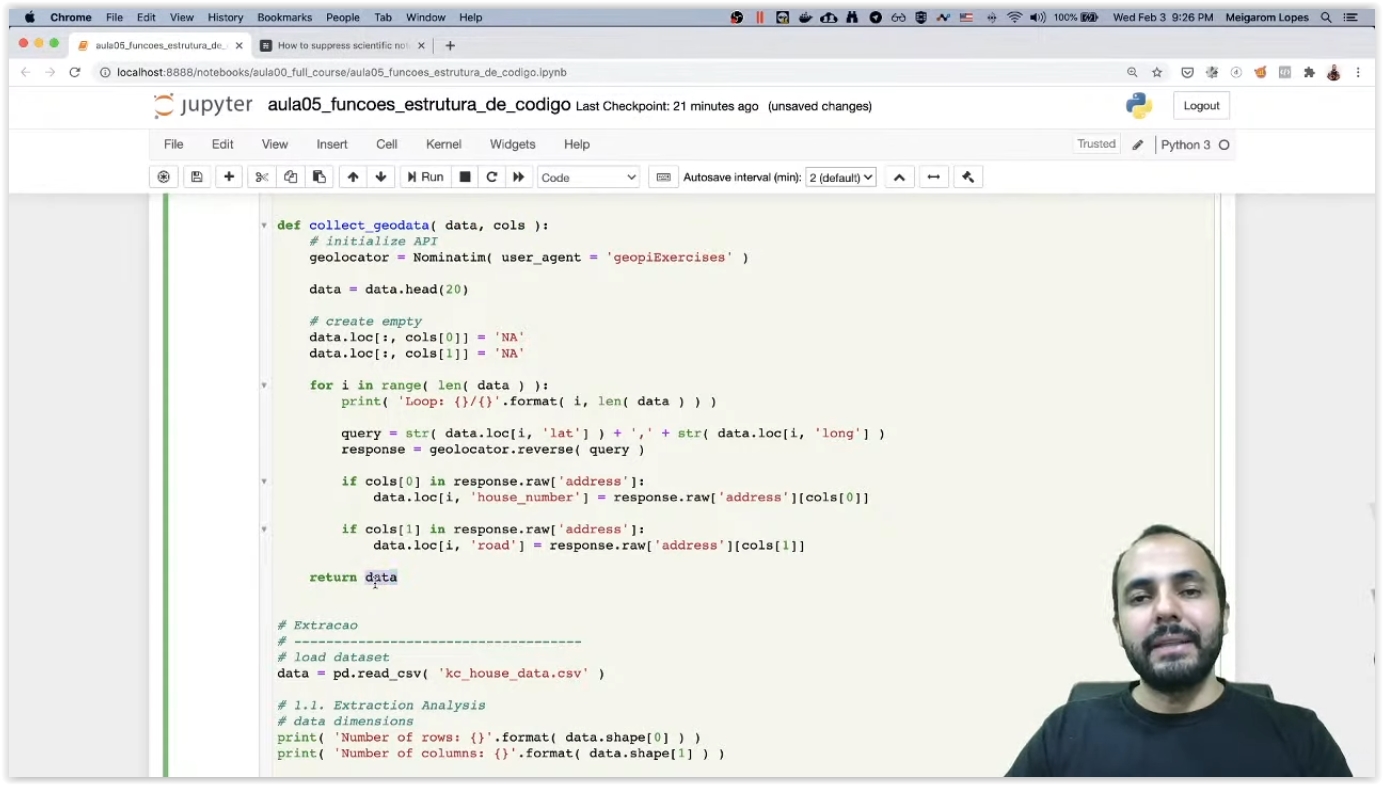 Chrome File Edit View History Bookmarks People Tab Window Help 100% Wed Feb 3 9:26 PM Meigarom Lopes
aula05_funcoes_estrutura_de_ How to suppress scientific no
localhost:8888/notebooks/aula00_full_course/aula05_funcoes_estrutura_de_codigo.ipynb
jupyter aula05_funcoes_estrutura_de_codigo Last Checkpoint: 21 minutes ago (unsaved changes) Logout
File Edit View Insert Cell Kernel Widgets Help Trusted Python 3
Run Code Autosave interval (min): 2 (default)
def collect_geodata( data, cols ):
# initialize API
geolocator = Nominatim( user_agent = 'geopiExercises' )
data = data.head(20)
# create empty
data.loc[:, cols[0]] = 'NA'
data.loc[:, cols[1]] = 'NA'
for i in range( len( data ) ):
print( 'Loop: {}/{}'.format( i, len( data ) ) )
query = str( data.loc[i, 'lat'] ) + ',' + str( data.loc[i, 'long'] )
response = geolocator.reverse( query )
if cols[0] in response.raw['address']:
data.loc[i, 'house_number'] = response.raw['address'][cols[0]]
if cols[1] in response.raw['address']:
data.loc[i, 'road'] = response.raw['address'][cols[1]]
return data
# Extracao
# ------------------------------------
# load dataset
data = pd.read_csv( 'kc_house_data.csv' )
# 1.1. Extraction Analysis
# data dimensions
print( 'Number of rows: {}'.format( data.shape[0] ) )
print( 'Number of columns: {}'.format( data.shape[1] ) )